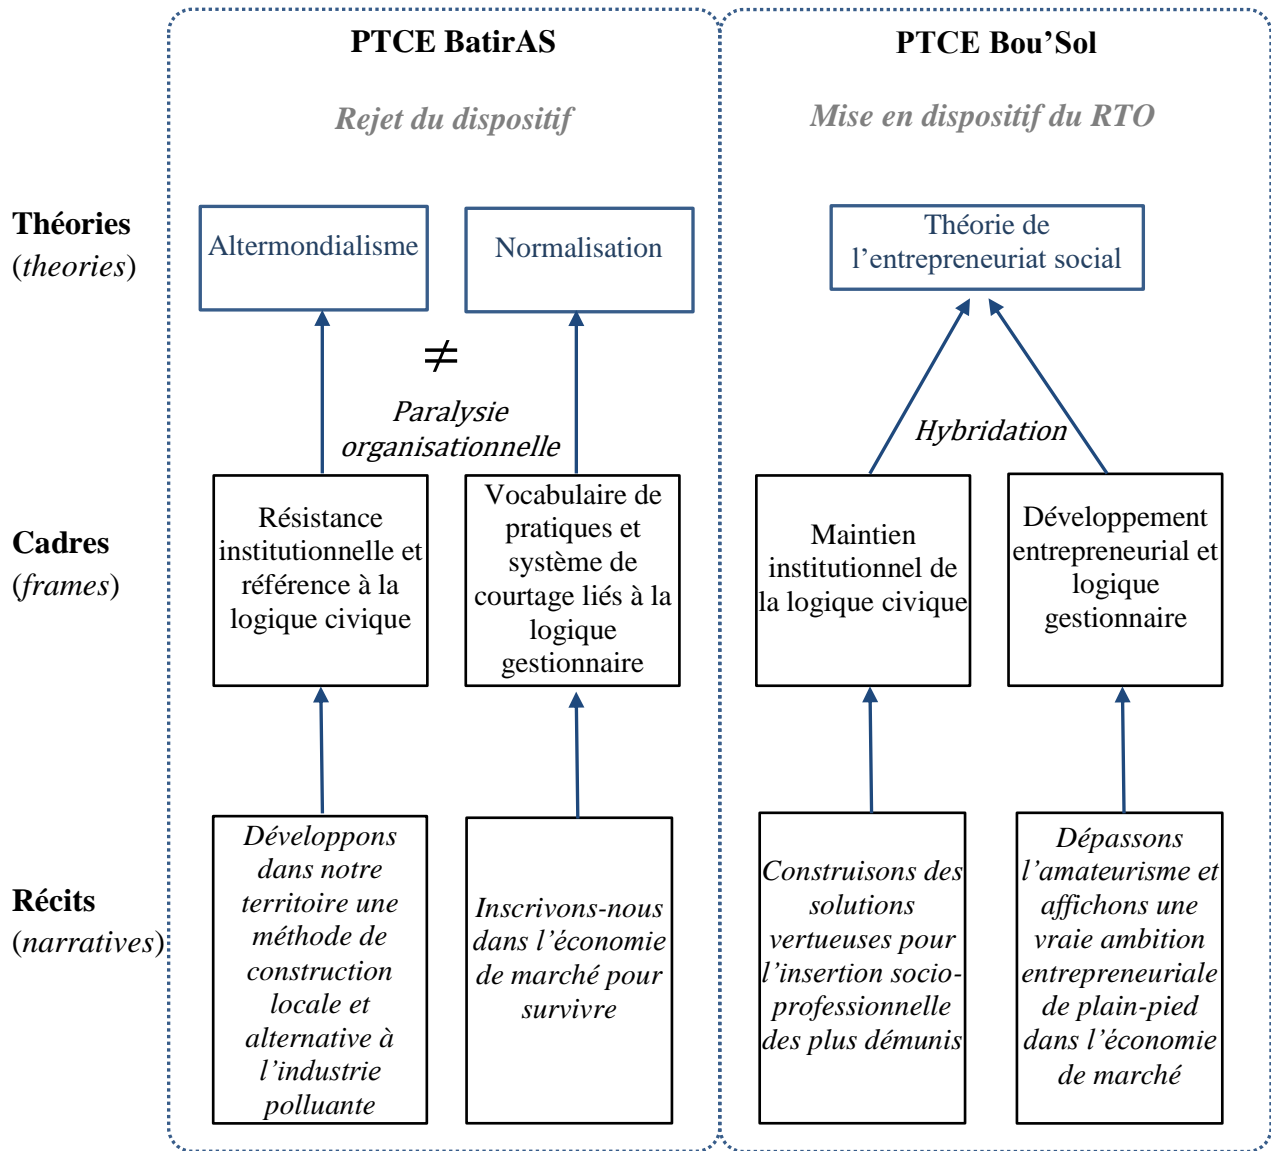 PTCE BatirAS
PTCE Bou’Sol
Rejet du dispositif
Mise en dispositif du RTO
Théories
(theories)
Altermondialisme
Normalisation
Théorie de
l’entrepreneuriat social
≠
Paralysie
organisationnelle
Hybridation
Cadres
(frames)
Résistance
institutionnelle et
référence à la
logique civique
Vocabulaire de
pratiques et
système de
courtage liés à la
logique
gestionnaire
Maintien
institutionnel de
la logique civique
Développement
entrepreneurial et
logique
gestionnaire
Récits
(narratives)
Développons
dans notre
territoire une
méthode de
construction
locale et
alternative à
l’industrie
polluante
Inscrivons-nous
dans l’économie
de marché pour
survivre
Construisons des
solutions
vertueuses pour
l’insertion socio-
professionnelle
des plus démunis
Dépassons
l’amateurisme et
affichons une
vraie ambition
entrepreneuriale
de plain-pied
dans l’économie
de marché